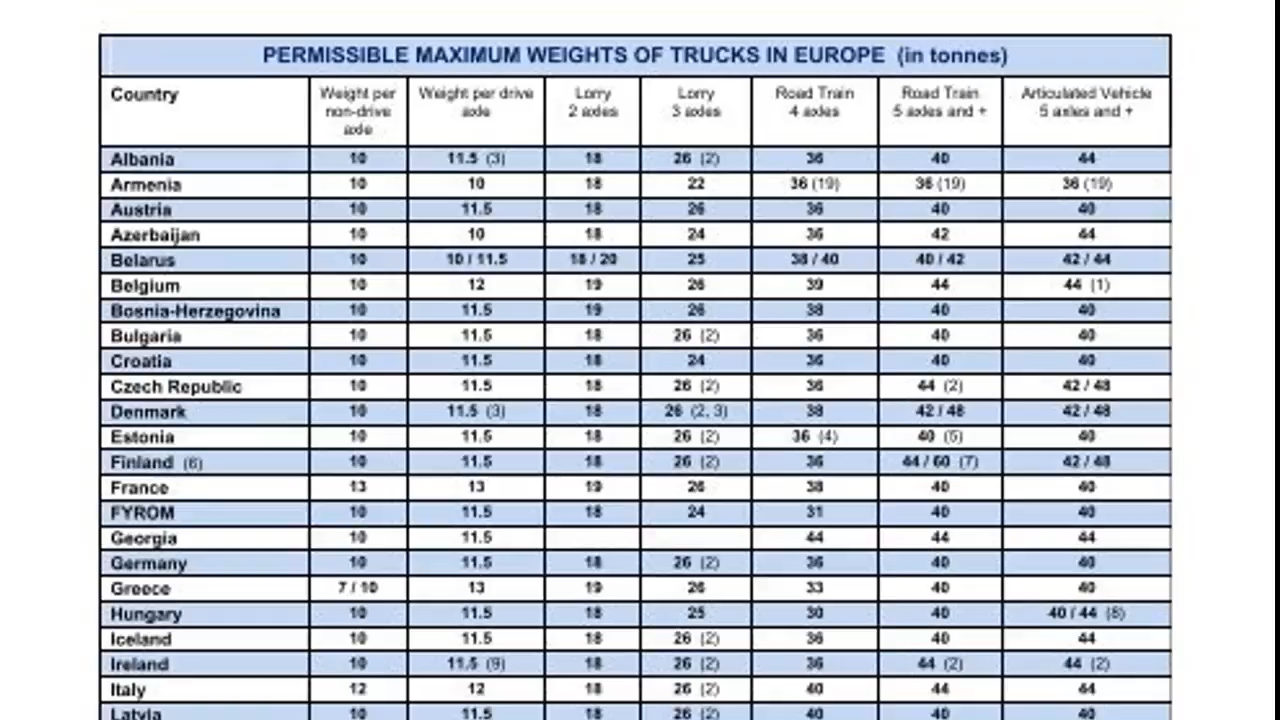 PERMISSIBLE MAXIMUM WEIGHTS OF TRUCKS IN EUROPE (in tonnes)
Country Weight per non-drive axle Weight per drive axle Lorry 2 axles Lorry 3 axles Road Train 4 axles Road Train 5 axles and + Articulated Vehicle 5 axles and +
Albania 10 11.5 (3) 18 26 (2) 36 40 44
Armenia 10 10 18 22 36 (19) 36 (19) 36 (19)
Austria 10 11.5 18 26 36 40 40
Azerbaijan 10 10 18 24 36 42 44
Belarus 10 10 / 11.5 18 / 20 25 38 / 40 40 / 42 42 / 44
Belgium 10 12 19 26 39 44 44 (1)
Bosnia-Herzegovina 10 11.5 19 26 38 40 40
Bulgaria 10 11.5 18 26 (2) 36 40 40
Croatia 10 11.5 18 24 36 40 40
Czech Republic 10 11.5 18 26 (2) 36 44 (2) 42 / 48
Denmark 10 11.5 (3) 18 26 (2, 3) 38 42 / 48 42 / 48
Estonia 10 11.5 18 26 (2) 36 (4) 40 (5) 40
Finland (6) 10 11.5 18 26 (2) 36 44 / 60 (7) 42 / 48
France 13 13 19 26 38 40 40
FYROM 10 11.5 18 24 31 40 40
Georgia 10 11.5 44 44 44
Germany 10 11.5 18 26 (2) 36 40 40
Greece 7 / 10 13 19 26 33 40 40
Hungary 10 11.5 18 25 30 40 40 / 44 (8)
Iceland 10 11.5 18 26 (2) 36 40 44
Ireland 10 11.5 (9) 18 26 (2) 36 44 (2) 44 (2)
Italy 12 12 18 26 (2) 40 44 44
Latvia 10 11.5 18 26 (2) 40 40 40